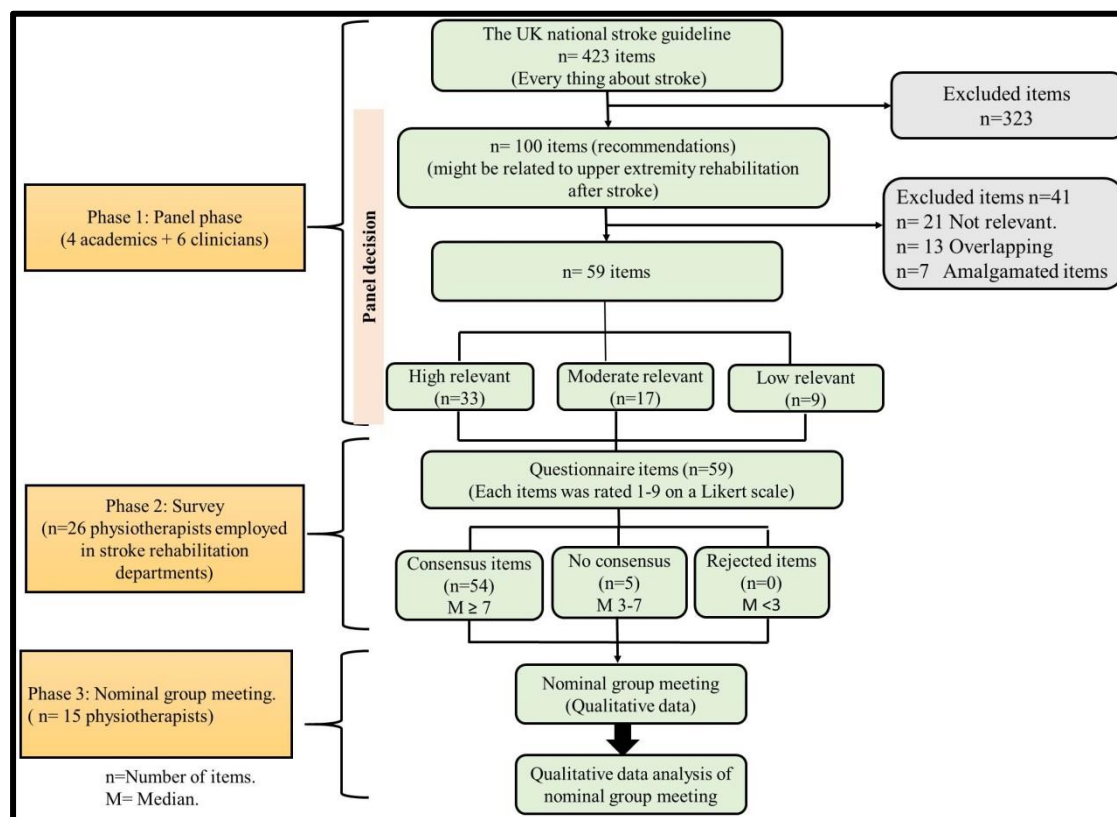 The UK national stroke guideline
n= 423 items
(Every thing about stroke)
Excluded items
n=323
n= 100 items (recommendations)
(might be related to upper extremity rehabilitation
after stroke)
Excluded items n=41
n= 21 Not relevant.
n= 13 Overlapping
n=7 Amalgamated items
Phase 1: Panel phase
(4 academics + 6 clinicians)
Panel decision
n= 59 items
High relevant
(n=33)
Moderate relevant
(n=17)
Low relevant
(n=9)
Questionnaire items (n=59)
(Each items was rated 1-9 on a Likert scale)
Phase 2: Survey
(n=26 physiotherapists employed
in stroke rehabilitation
departments)
Consensus items
(n=54)
M ≥ 7
No consensus
(n=5)
M 3-7
Rejected items
(n=0)
M <3
Phase 3: Nominal group meeting.
( n= 15 physiotherapists)
Nominal group meeting
(Qualitative data)
Qualitative data analysis of
nominal group meeting
n=Number of items.
M= Median.